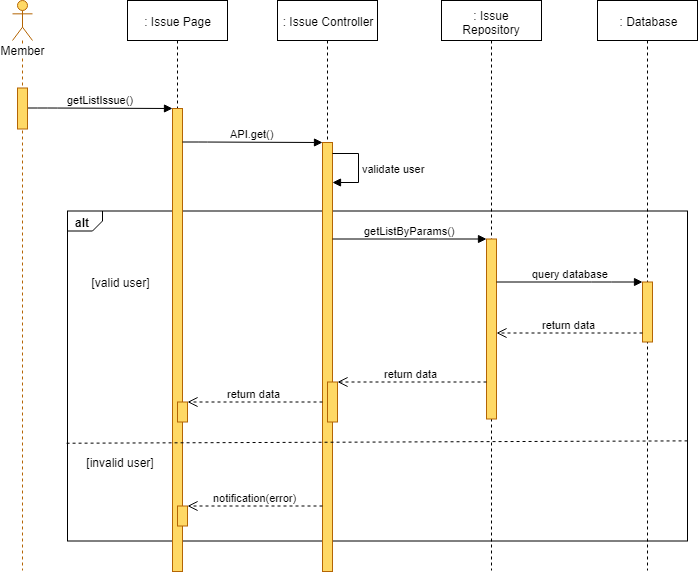 : Issue Page
: Issue Controller
: Issue
Repository
: Database
Member
getListIssue()
API.get()
validate user
alt
getListByParams()
[valid user]
query database
return data
return data
return data
[invalid user]
notification(error)